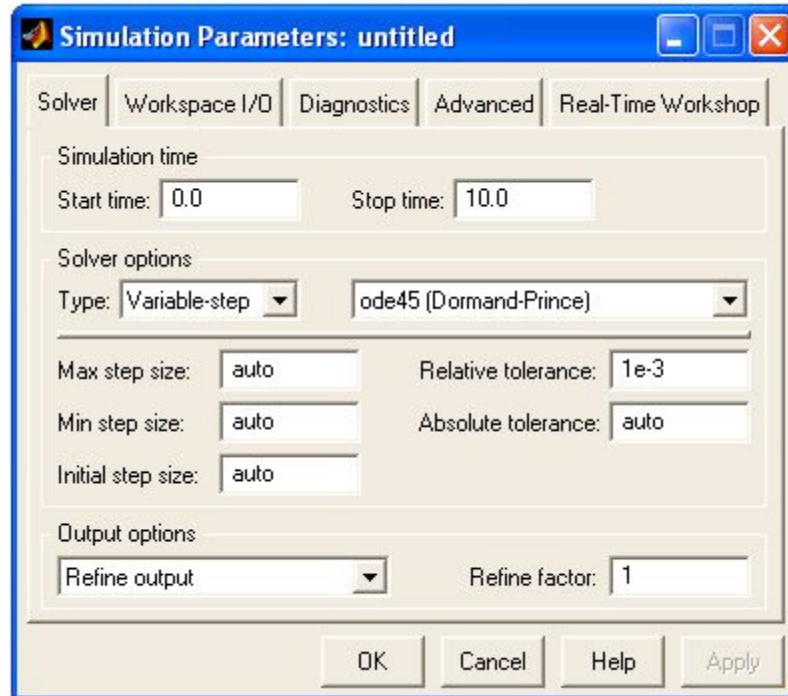 Simulation Parameters: untitled
Solver Workspace I/O Diagnostics Advanced Real-Time Workshop
Simulation time
Start time: 0.0 Stop time: 10.0
Solver options
Type: Variable-step ode45 (Dormand-Prince)
Max step size: auto Relative tolerance: 1e-3
Min step size: auto Absolute tolerance: auto
Initial step size: auto
Output options
Refine output Refine factor: 1
OK Cancel Help Apply